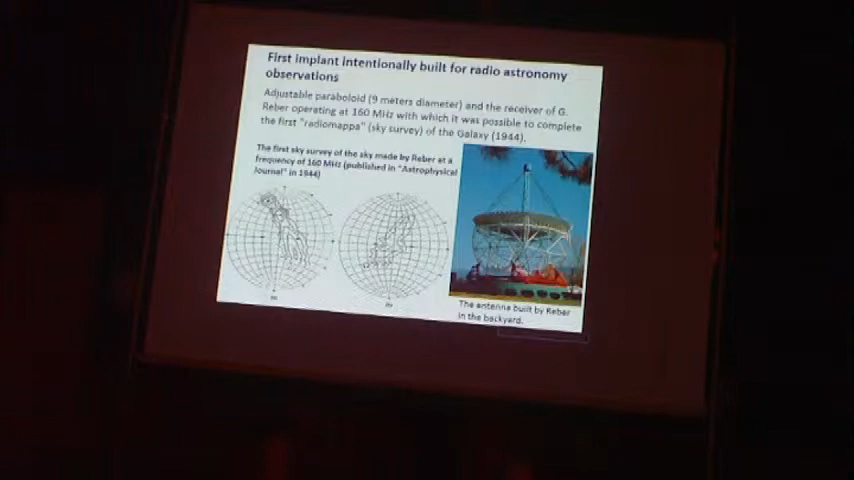 First implant intentionally built for radio astronomy
observations
Adjustable paraboloid (9 meters diameter) and the receiver of G.
Reber operating at 160 MHz with which it was possible to complete
the first "radiomappa" (sky survey) of the Galaxy (1944).
The first sky survey of the sky made by Reber at a
frequency of 160 MHz (published in "Astrophysical
Journal" in 1944)
The antenna built by Reber
in the backyard.